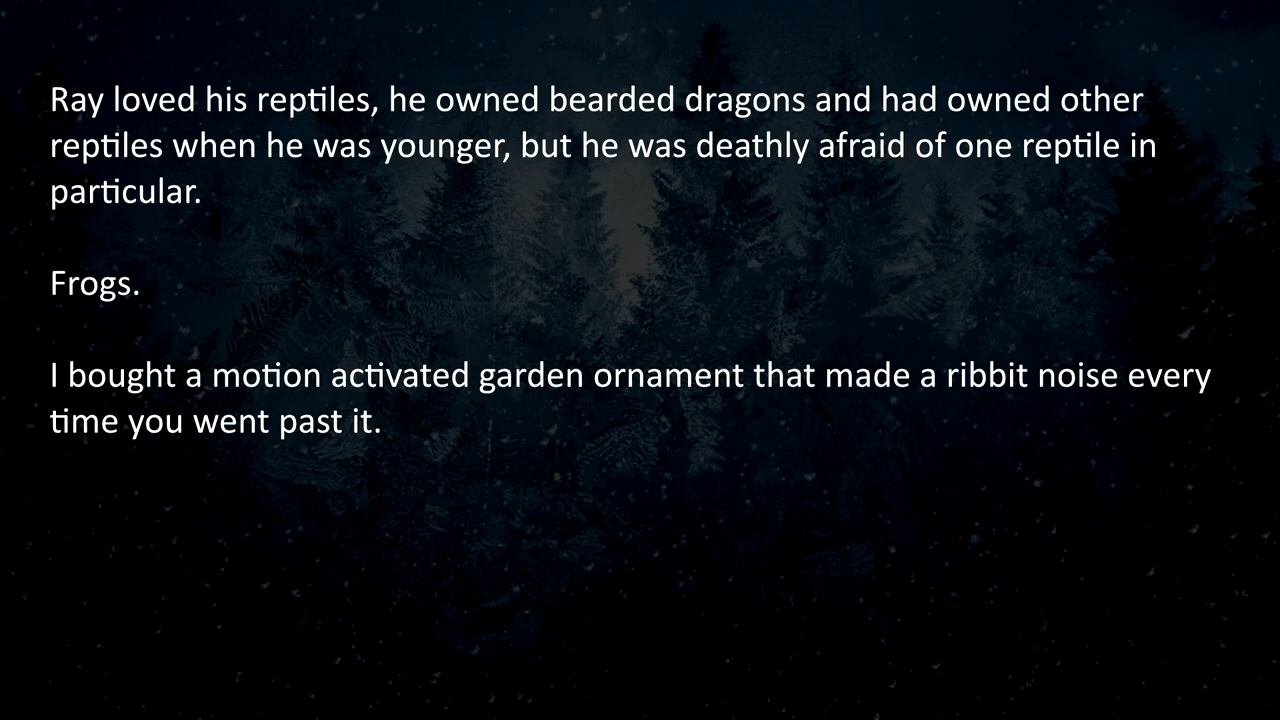 Ray loved his reptiles, he owned bearded dragons and had owned other
reptiles when he was younger, but he was deathly afraid of one reptile in
particular.
Frogs.
I bought a motion activated garden ornament that made a ribbit noise every
time you went past it.